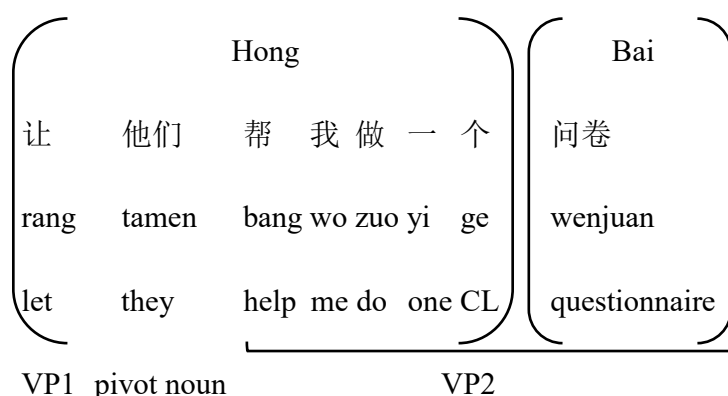 Hong Bai
让 他们 帮 我 做 一 个 问卷
rang tamen bang wo zuo yi ge wenjuan
let they help me do one CL questionnaire
VP1 pivot noun VP2